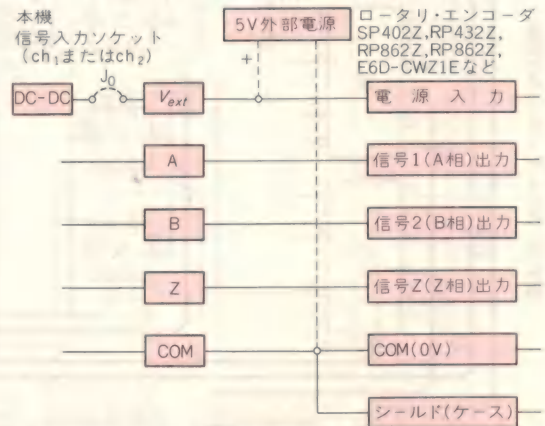 本機
信号入力ソケット
(ch₁またはch₂)
5V外部電源
ロータリ・エンコーダ
SP402Z,RP432Z,
RP862Z,RP862Z,
E6D-CWZ1Eなど
DC-DC
J₀
Vext
+
電源入力
A
信号1(A相)出力
B
信号2(B相)出力
Z
信号Z(Z相)出力
COM
COM(0V)
シールド(ケース)